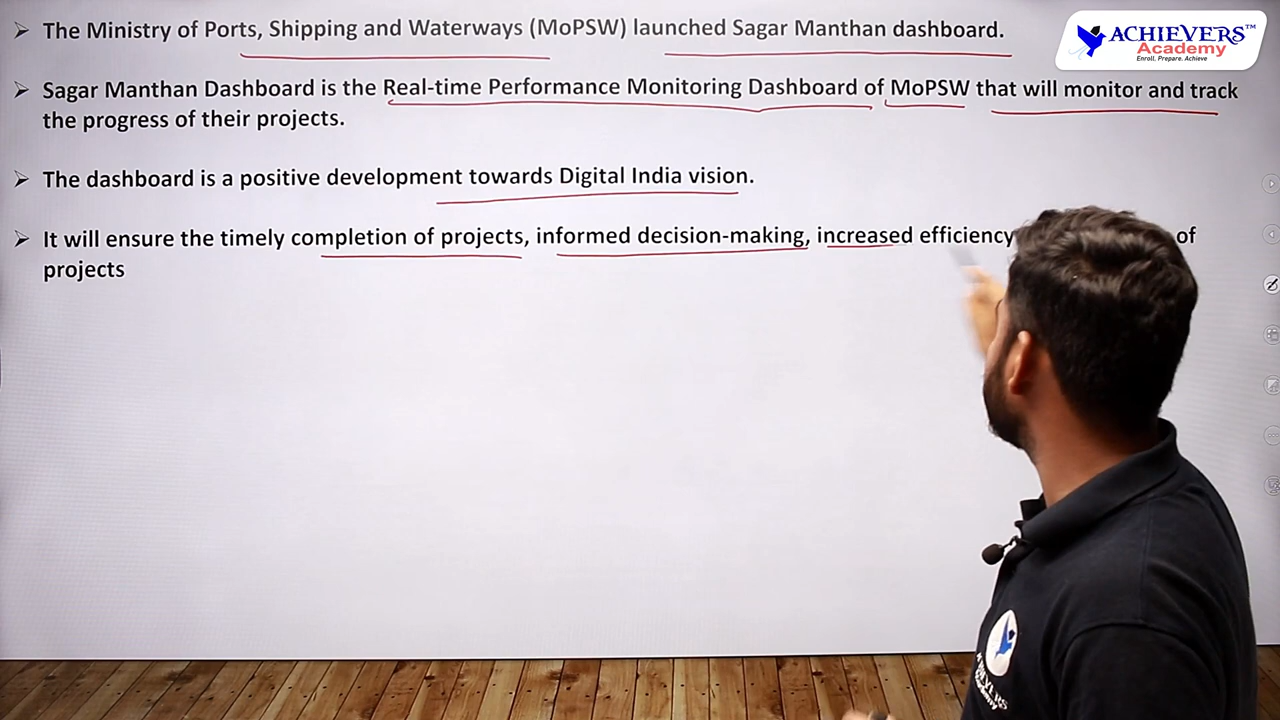 ➢ The Ministry of Ports, Shipping and Waterways (MoPSW) launched Sagar Manthan dashboard.
➢ Sagar Manthan Dashboard is the Real-time Performance Monitoring Dashboard of MoPSW that will monitor and track
the progress of their projects.
➢ The dashboard is a positive development towards Digital India vision.
➢ It will ensure the timely completion of projects, informed decision-making, increased efficiency of
projects
ACHIEVERS™
Academy
Enroll. Prepare. Achieve
ACHIEVERS
Academy